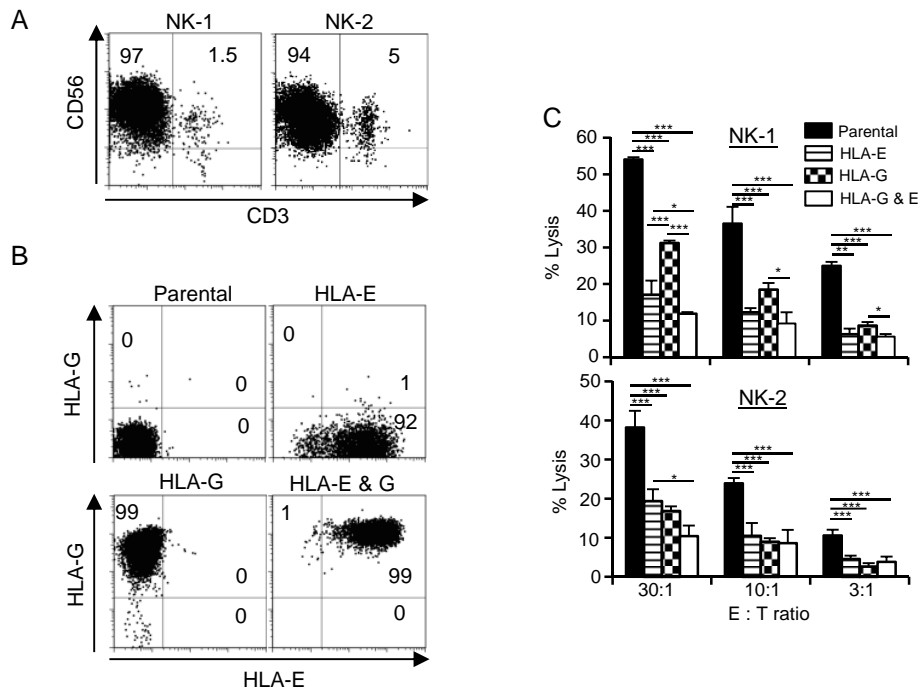 A
NK-1
NK-2
97
1.5
94
5
CD56
CD3
B
Parental
HLA-E
0
0
0
0
1
92
HLA-G
HLA-G
HLA-E & G
99
0
0
1
99
0
HLA-G
HLA-E
C
NK-1
Parental
HLA-E
HLA-G
HLA-G & E
% Lysis
60
50
40
30
20
10
0
***
***
***
*
***
***
***
***
***
*
***
***
**
*
NK-2
% Lysis
50
40
30
20
10
0
***
***
***
*
***
***
***
***
***
***
30:1
10:1
3:1
E : T ratio